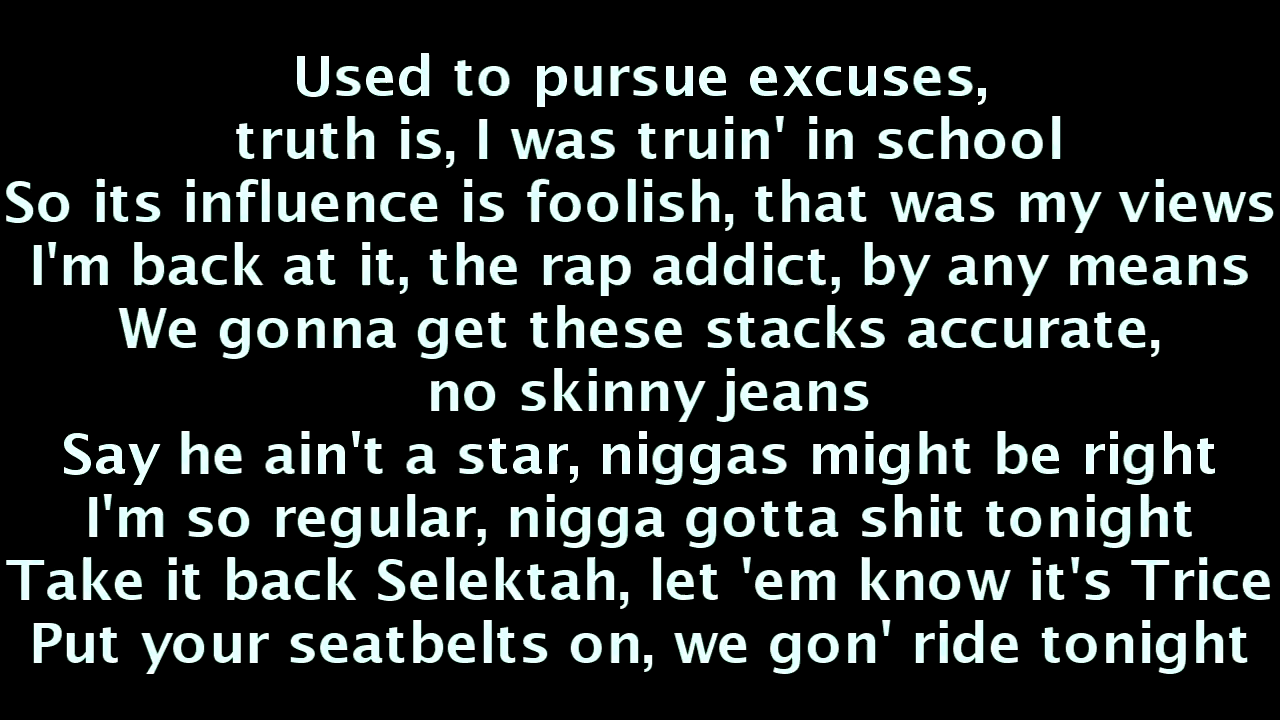 Used to pursue excuses,
truth is, I was truin' in school
So its influence is foolish, that was my views
I'm back at it, the rap addict, by any means
We gonna get these stacks accurate,
no skinny jeans
Say he ain't a star, niggas might be right
I'm so regular, nigga gotta shit tonight
Take it back Selektah, let 'em know it's Trice
Put your seatbelts on, we gon' ride tonight